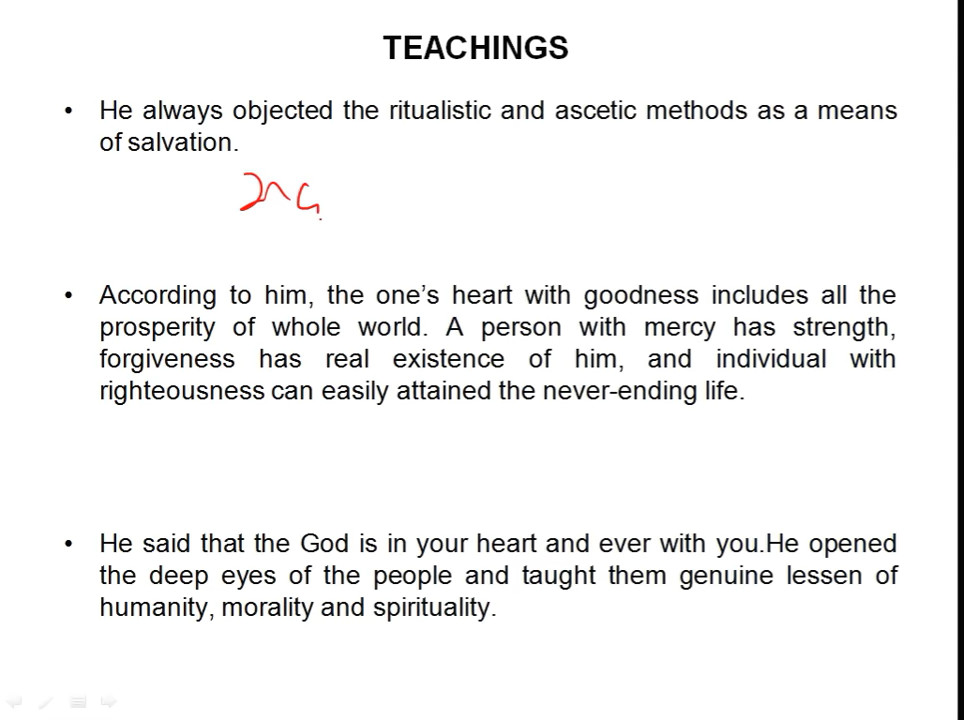 TEACHINGS
• He always objected the ritualistic and ascetic methods as a means
of salvation.
• According to him, the one’s heart with goodness includes all the
prosperity of whole world. A person with mercy has strength,
forgiveness has real existence of him, and individual with
righteousness can easily attained the never-ending life.
• He said that the God is in your heart and ever with you.He opened
the deep eyes of the people and taught them genuine lessen of
humanity, morality and spirituality.